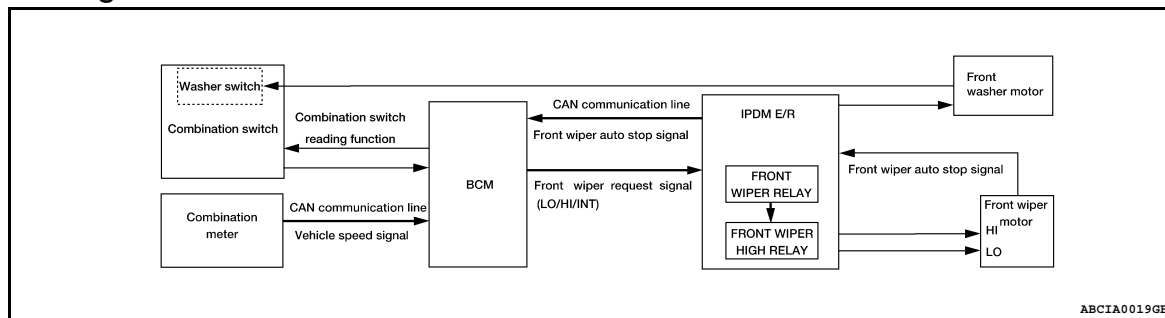 Washer switch
Combination switch
Combination switch
reading function
Combination
meter
CAN communication line
Vehicle speed signal
BCM
CAN communication line
Front wiper auto stop signal
Front wiper request signal
(LO/HI/INT)
IPDM E/R
FRONT
WIPER RELAY
FRONT WIPER
HIGH RELAY
Front
washer motor
Front wiper auto stop signal
Front wiper
motor
HI
LO
ABCIA0019GB